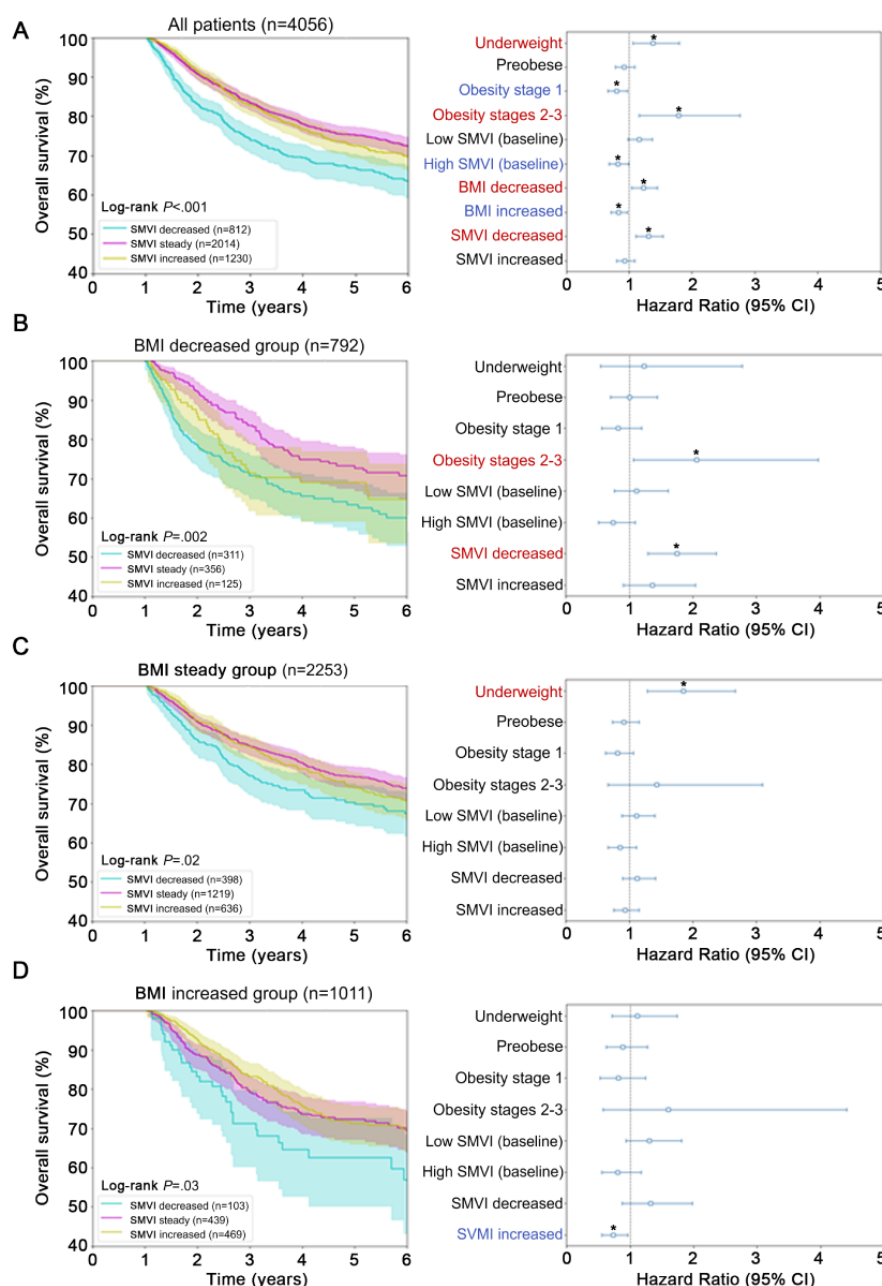 A
All patients (n=4056)
Overall survival (%)
100
90
80
70
60
50
40
Log-rank P<.001
SMVI decreased (n=812)
SMVI steady (n=2014)
SMVI increased (n=1230)
0 1 2 3 4 5 6
Time (years)
Underweight
Preobese
Obesity stage 1
Obesity stages 2-3
Low SMVI (baseline)
High SMVI (baseline)
BMI decreased
BMI increased
SMVI decreased
SMVI increased
* * * * * * *
0 1 2 3 4 5
Hazard Ratio (95% CI)
B
BMI decreased group (n=792)
Overall survival (%)
100
90
80
70
60
50
40
Log-rank P=.002
SMVI decreased (n=311)
SMVI steady (n=356)
SMVI increased (n=125)
0 1 2 3 4 5 6
Time (years)
Underweight
Preobese
Obesity stage 1
Obesity stages 2-3
Low SMVI (baseline)
High SMVI (baseline)
SMVI decreased
SMVI increased
* *
0 1 2 3 4 5
Hazard Ratio (95% CI)
C
BMI steady group (n=2253)
Overall survival (%)
100
90
80
70
60
50
40
Log-rank P=.02
SMVI decreased (n=398)
SMVI steady (n=1219)
SMVI increased (n=636)
0 1 2 3 4 5 6
Time (years)
Underweight
Preobese
Obesity stage 1
Obesity stages 2-3
Low SMVI (baseline)
High SMVI (baseline)
SMVI decreased
SMVI increased
*
0 1 2 3 4 5
Hazard Ratio (95% CI)
D
BMI increased group (n=1011)
Overall survival (%)
100
90
80
70
60
50
40
Log-rank P=.03
SMVI decreased (n=103)
SMVI steady (n=439)
SMVI increased (n=469)
0 1 2 3 4 5 6
Time (years)
Underweight
Preobese
Obesity stage 1
Obesity stages 2-3
Low SMVI (baseline)
High SMVI (baseline)
SMVI decreased
SVMI increased
*
0 1 2 3 4 5
Hazard Ratio (95% CI)